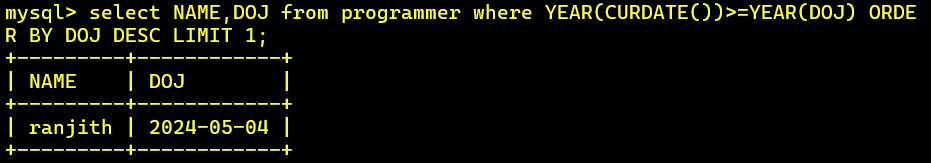 mysql> select NAME,DOJ from programmer where YEAR(CURDATE())>=YEAR(DOJ) ORDE
R BY DOJ DESC LIMIT 1;
+---------+------------+
| NAME    | DOJ        |
+---------+------------+
| ranjith | 2024-05-04 |
+---------+------------+